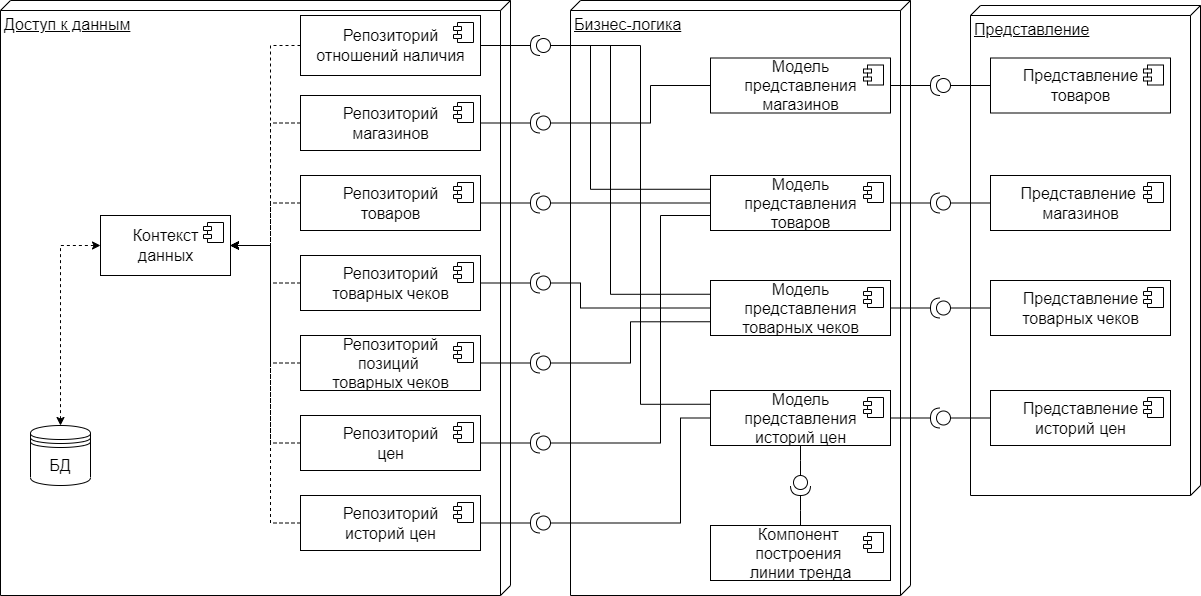 Доступ к данным
Репозиторий
отношений наличия
Репозиторий
магазинов
Репозиторий
товаров
Контекст
данных
Репозиторий
товарных чеков
Репозиторий
позиций
товарных чеков
Репозиторий
цен
БД
Репозиторий
историй цен
Бизнес-логика
Модель
представления
магазинов
Модель
представления
товаров
Модель
представления
товарных чеков
Модель
представления
историй цен
Компонент
построения
линии тренда
Представление
Представление
товаров
Представление
магазинов
Представление
товарных чеков
Представление
историй цен